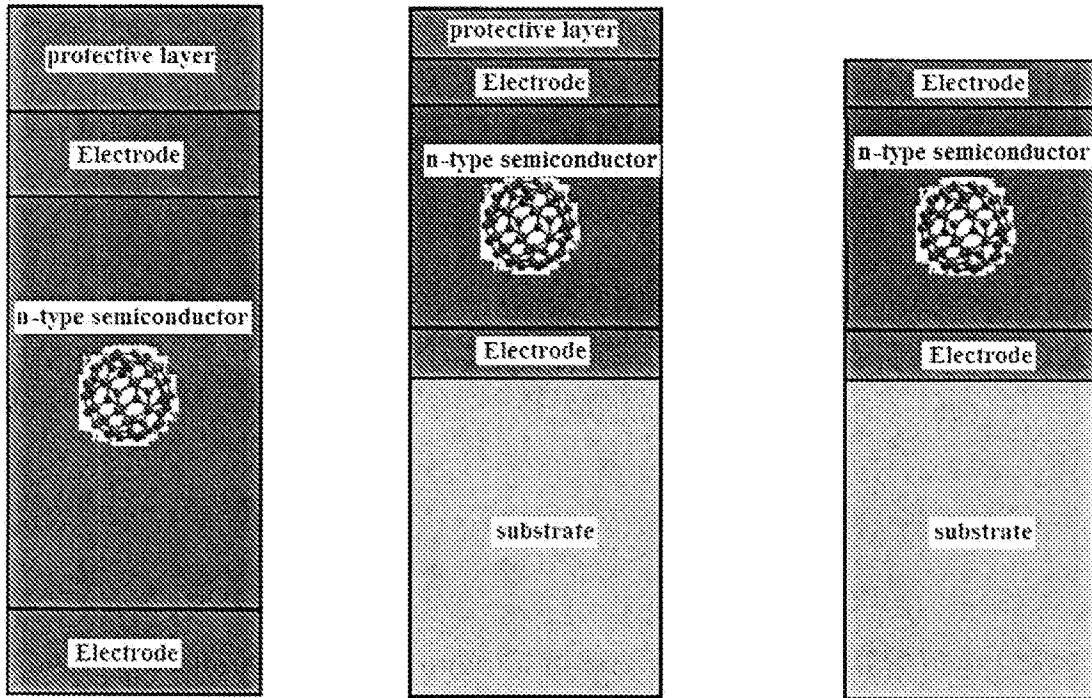 protective layer
Electrode
n-type semiconductor
Electrode
protective layer
Electrode
n-type semiconductor
Electrode
substrate
Electrode
n-type semiconductor
Electrode
substrate